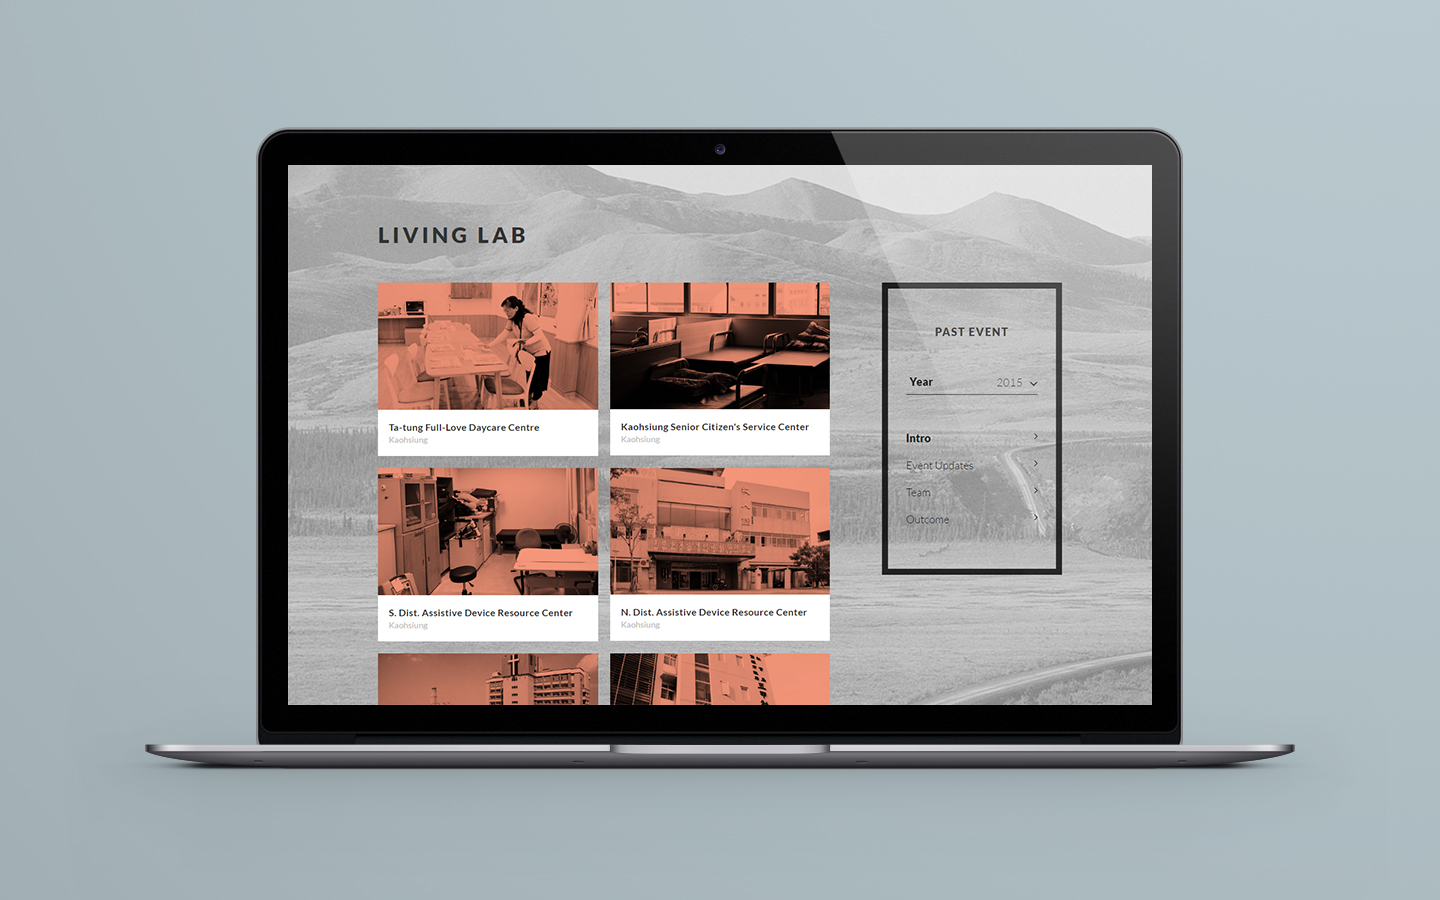 LIVING LAB
Ta-tung Full-Love Daycare Centre
Kaohsiung
Kaohsiung Senior Citizen's Service Center
Kaohsiung
S. Dist. Assistive Device Resource Center
Kaohsiung
N. Dist. Assistive Device Resource Center
Kaohsiung
PAST EVENT
Year 2015
Intro
Event Updates
Team
Outcome